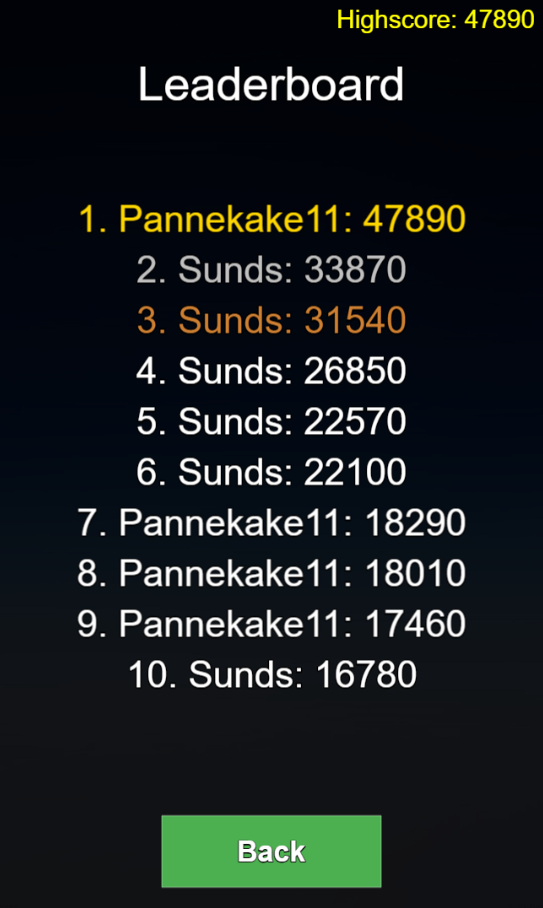 Highscore: 47890
Leaderboard
1. Pannekake11: 47890
2. Sunds: 33870
3. Sunds: 31540
4. Sunds: 26850
5. Sunds: 22570
6. Sunds: 22100
7. Pannekake11: 18290
8. Pannekake11: 18010
9. Pannekake11: 17460
10. Sunds: 16780
Back